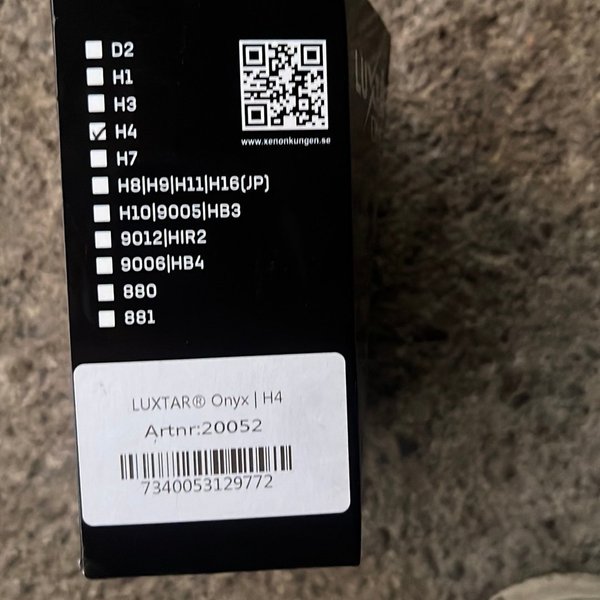 D2
H1
H3
H4
H7
H8|H9|H11|H16(JP)
H10|9005|HB3
9012|HIR2
9006|HB4
880
881
www.xenonkungen.se
LUXTAR® Onyx | H4
Artnr:20052
7340053129772